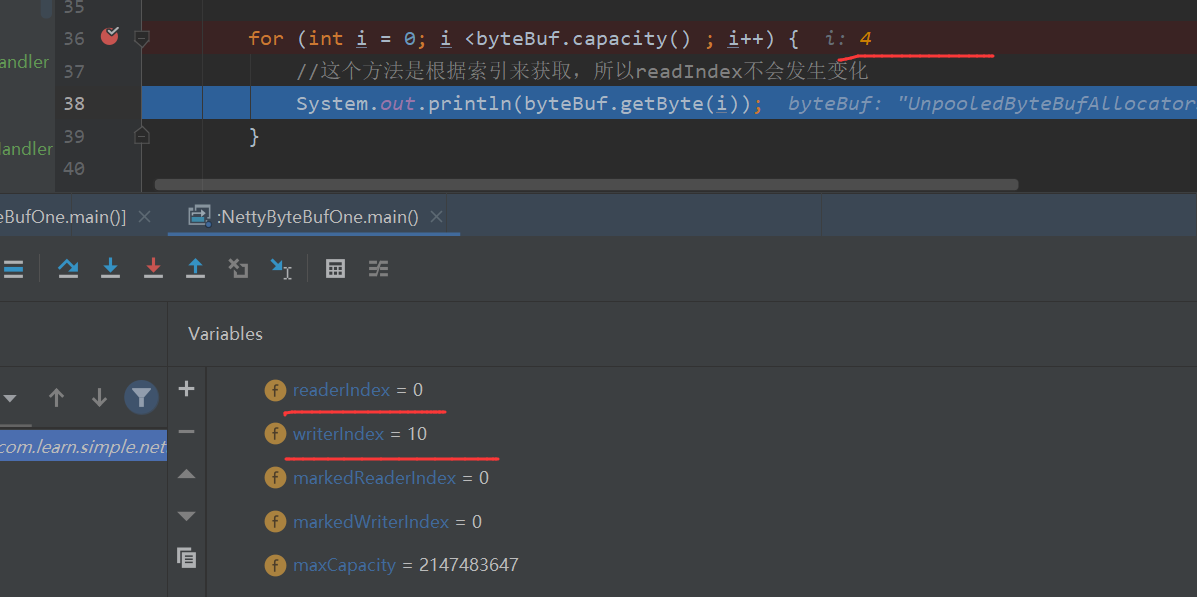 35
36 for (int i = 0; i <byteBuf.capacity() ; i++) { i: 4
andler
37 //这个方法是根据索引来获取，所以readIndex不会发生变化
38 System.out.println(byteBuf.getByte(i)); byteBuf: "UnpooledByteBufAllocator
39 }
andler
40
eBufOne.main()] :NettyByteBufOne.main()
Variables
readerIndex = 0
writerIndex = 10
com.learn.simple.net
markedReaderIndex = 0
markedWriterIndex = 0
maxCapacity = 2147483647